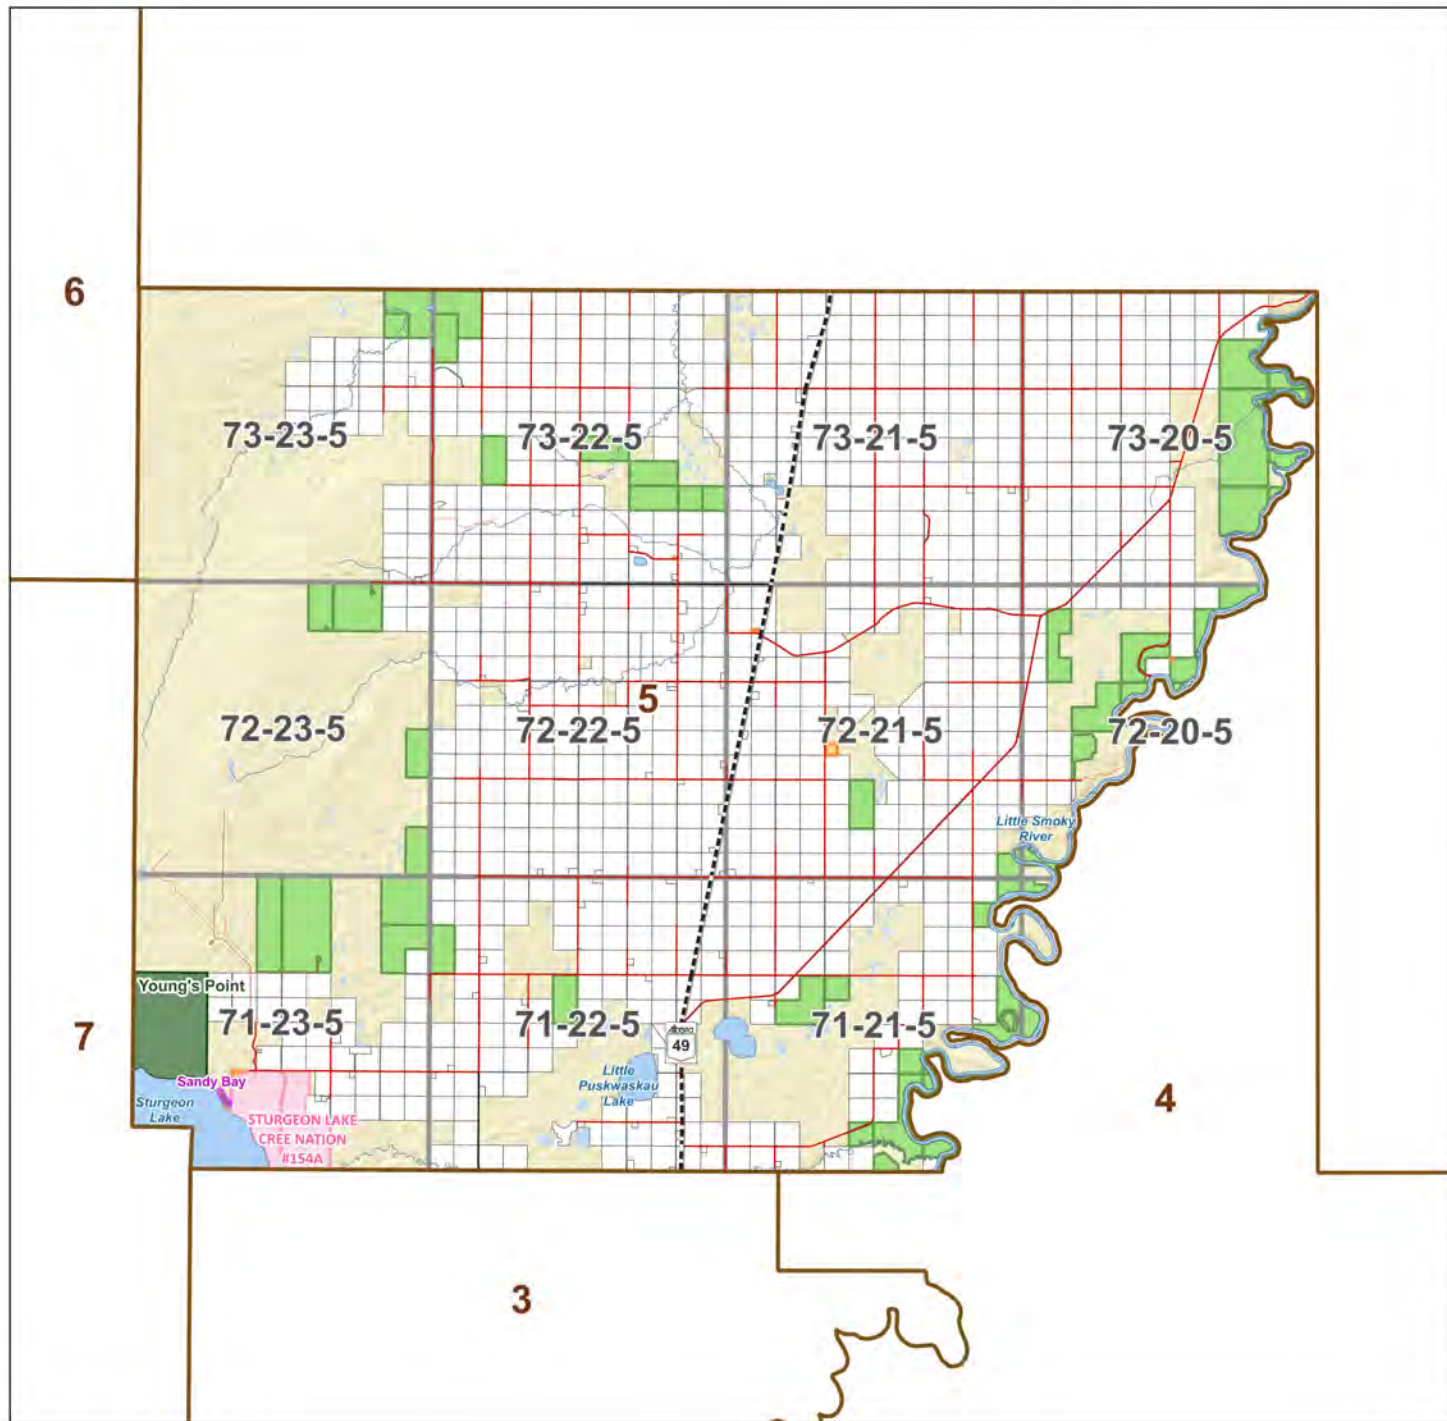 6
73-23-5
73-22-5
73-21-5
73-20-5
5
72-23-5
72-22-5
72-21-5
72-20-5
Little Smoky
River
Young's Point
71-23-5
71-22-5
71-21-5
7
Alberta
49
Sandy Bay
Sturgeon
Lake
Little
Puskwaskau
Lake
STURGEON LAKE
CREE NATION
#154A
4
3